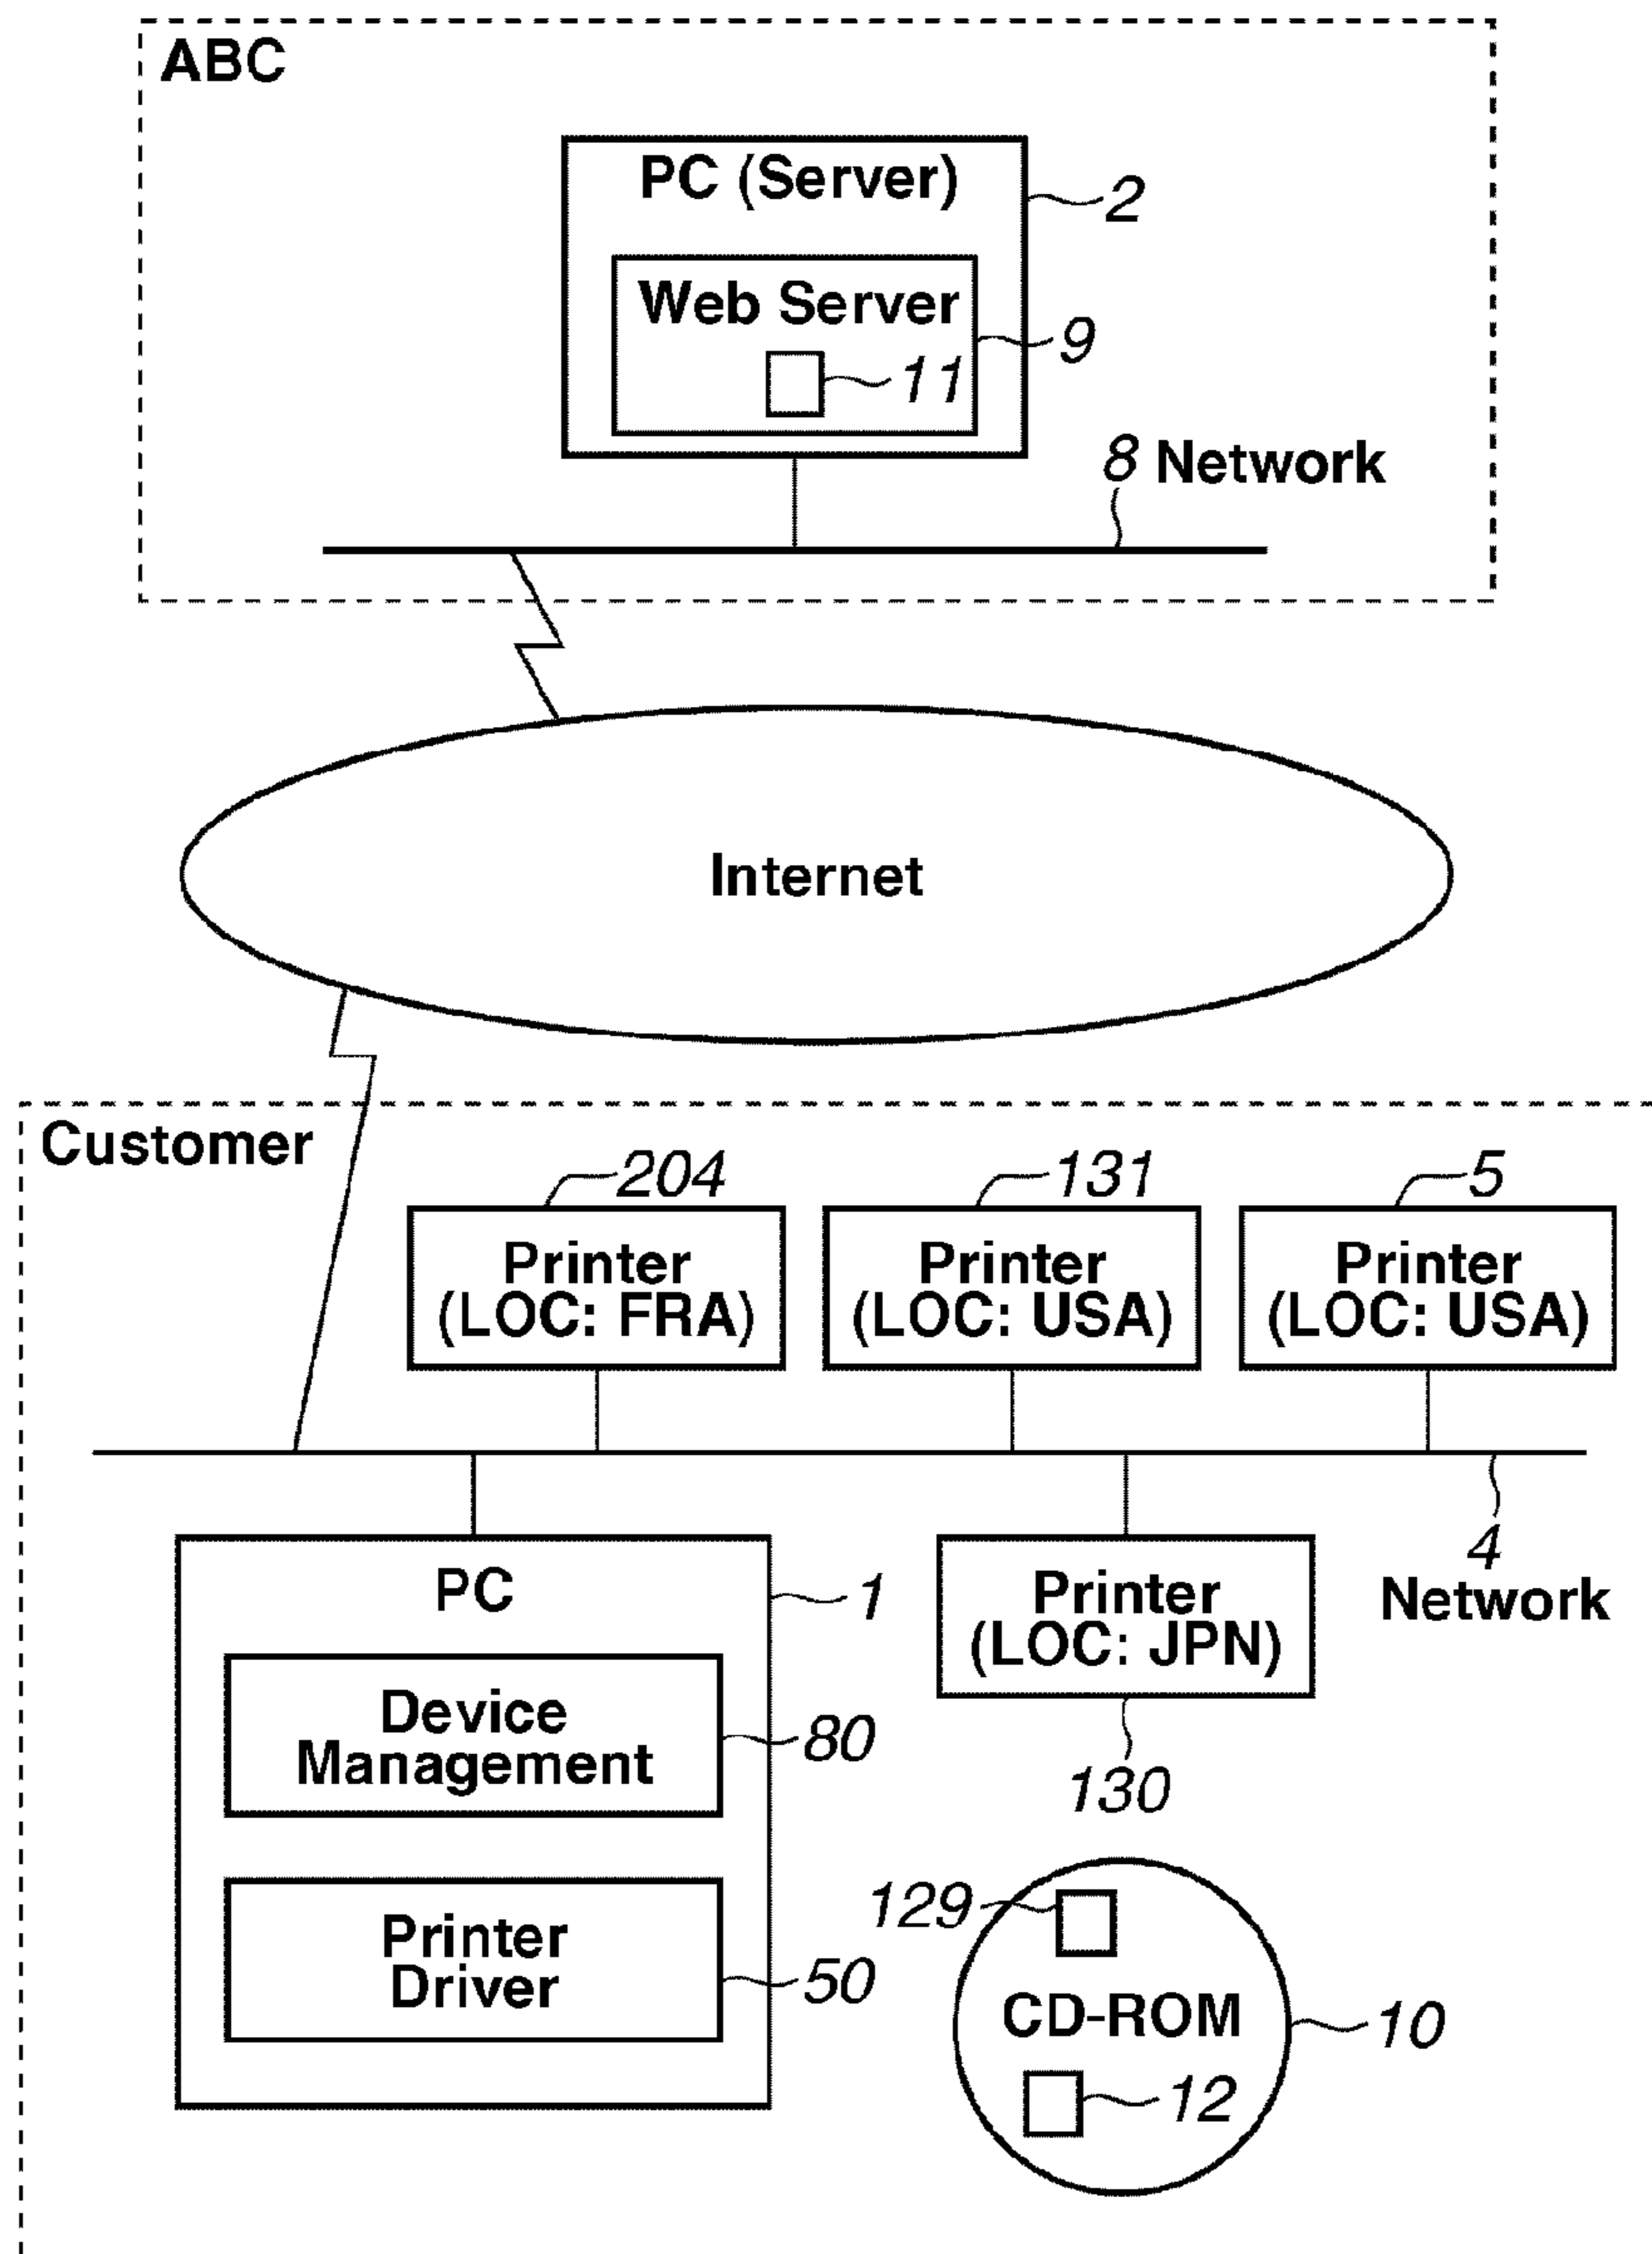 ABC
PC (Server)
2
Web Server
9
11
8 Network
Internet
Customer
204
131
5
Printer
(LOC: FRA)
Printer
(LOC: USA)
Printer
(LOC: USA)
4
Network
PC
1
Printer
(LOC: JPN)
130
Device
Management
80
Printer
Driver
50
129
CD-ROM
10
12